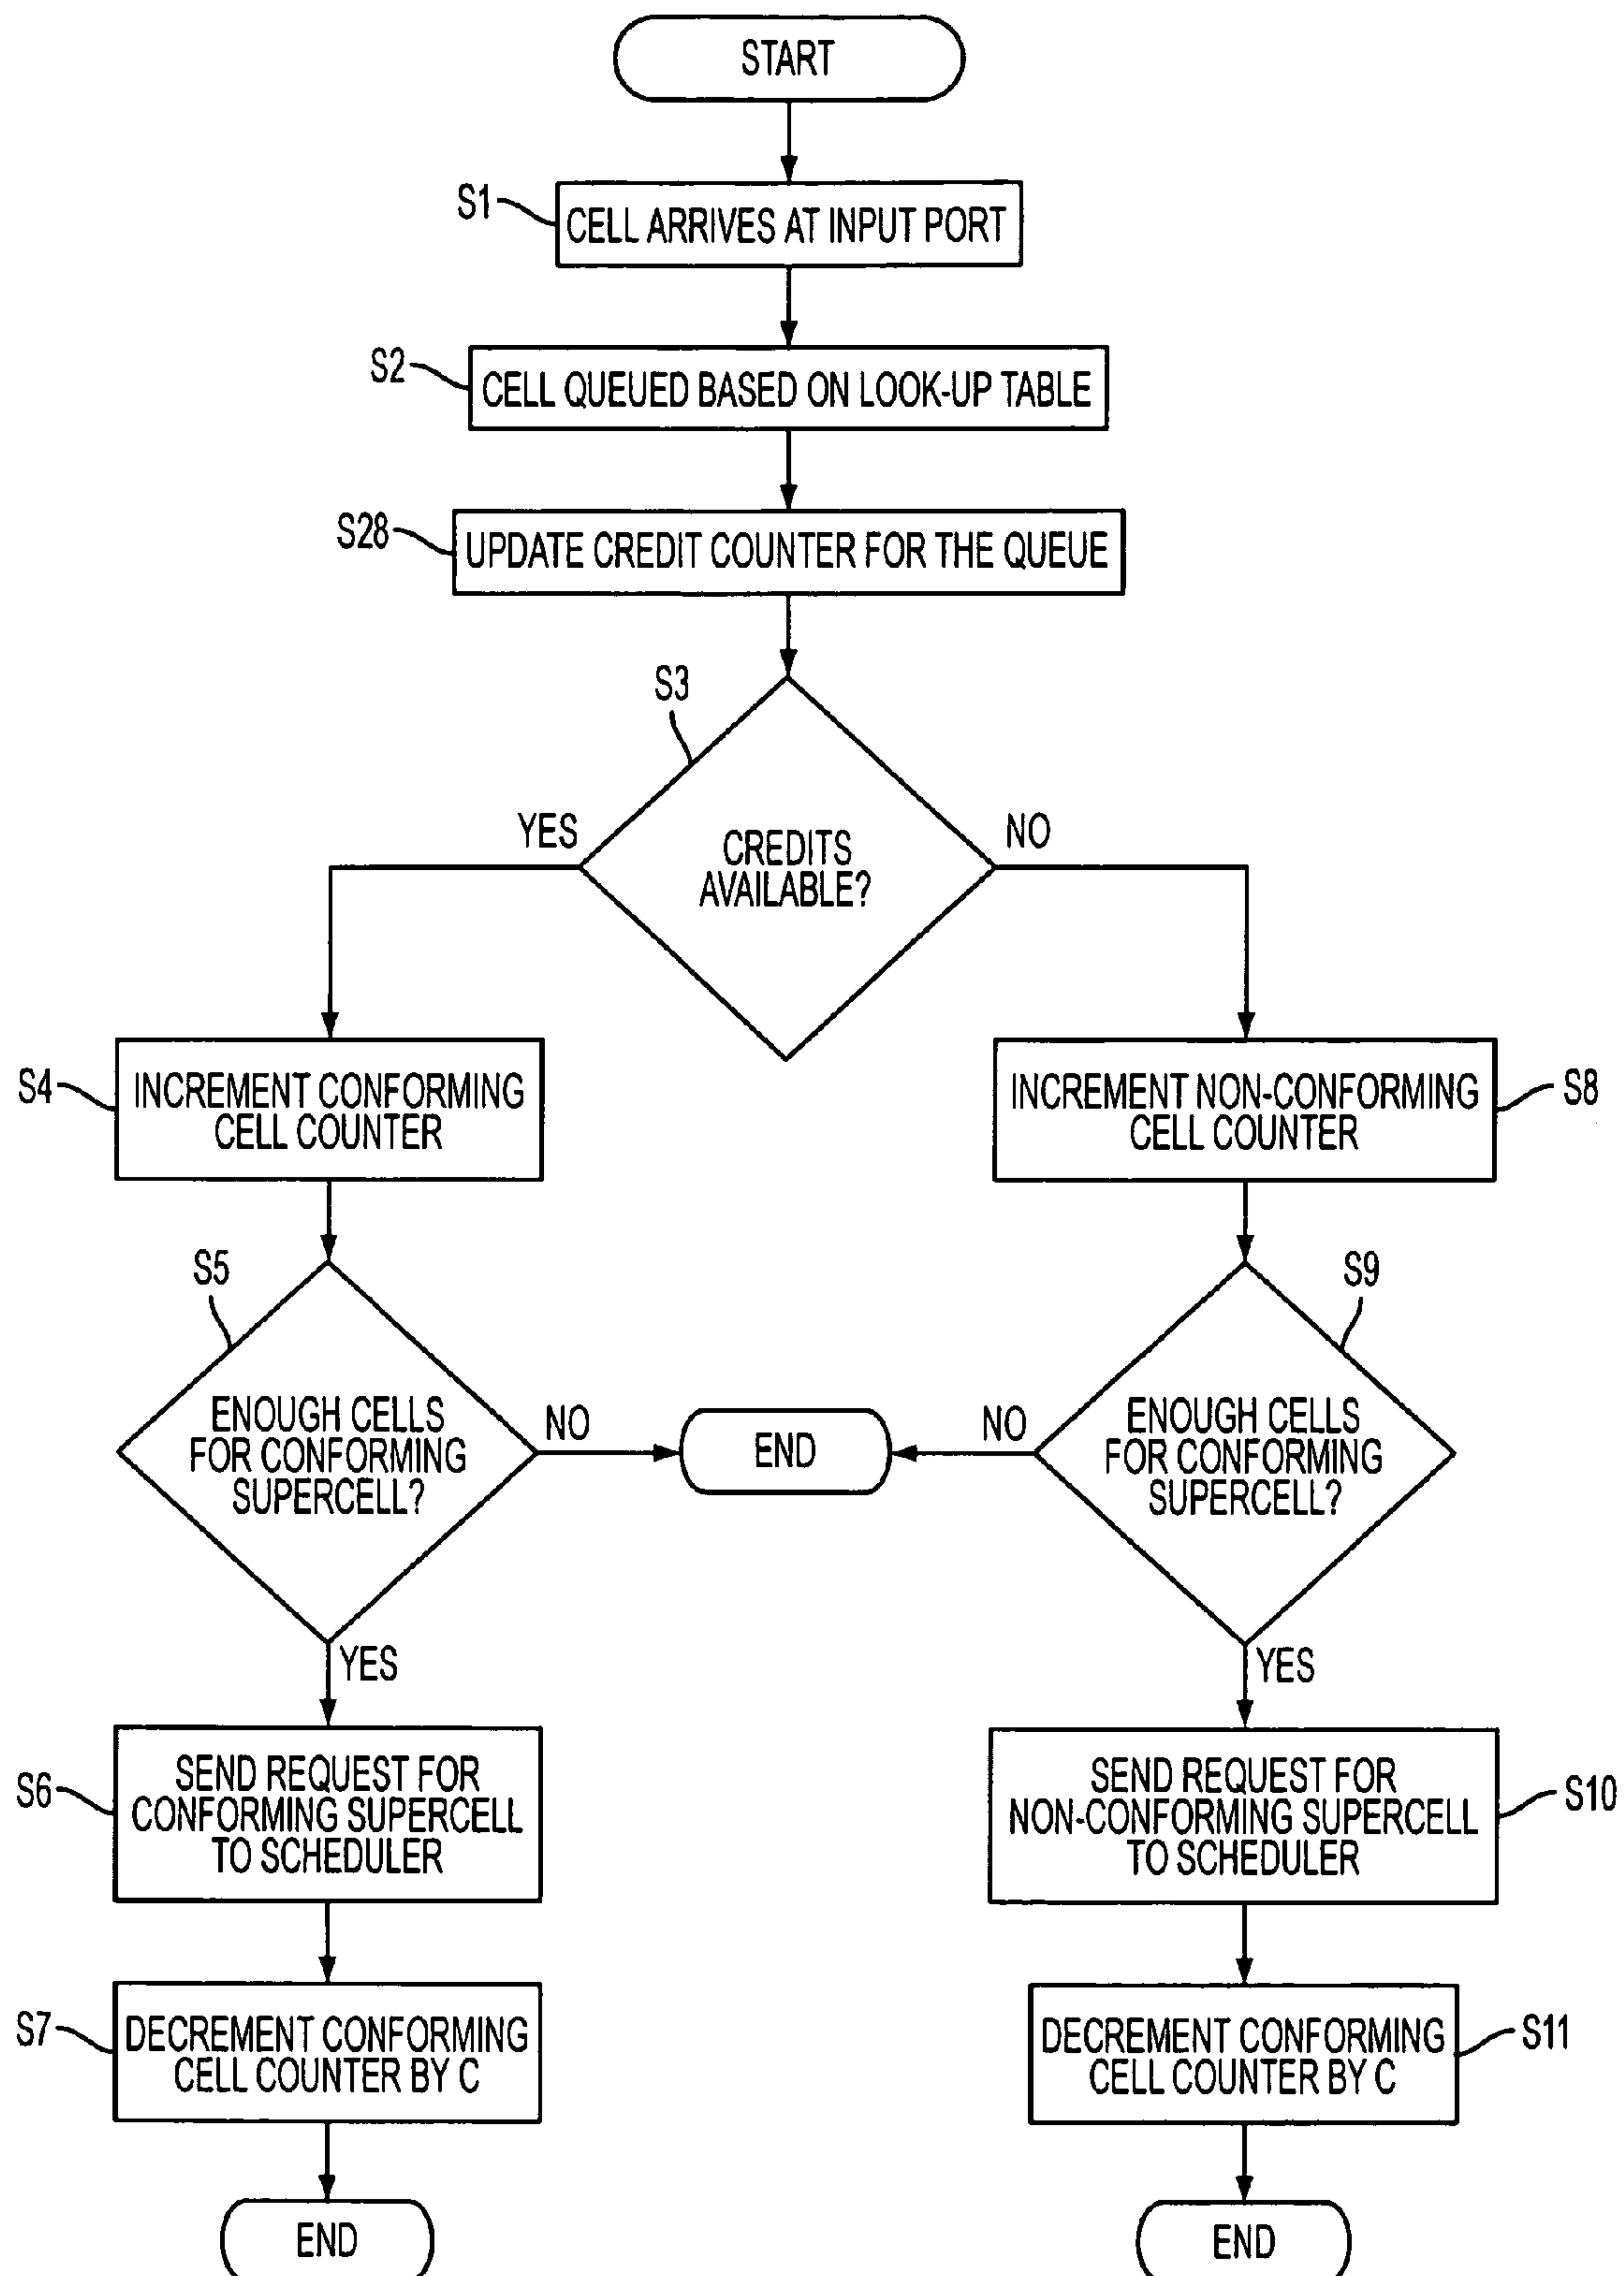 START
S1
CELL ARRIVES AT INPUT PORT
S2
CELL QUEUED BASED ON LOOK-UP TABLE
S28
UPDATE CREDIT COUNTER FOR THE QUEUE
S3
YES
CREDITS
AVAILABLE?
NO
S4
INCREMENT CONFORMING
CELL COUNTER
INCREMENT NON-CONFORMING
CELL COUNTER
S8
S5
ENOUGH CELLS
FOR CONFORMING
SUPERCELL?
NO
END
NO
S9
ENOUGH CELLS
FOR CONFORMING
SUPERCELL?
YES
YES
S6
SEND REQUEST FOR
CONFORMING SUPERCELL
TO SCHEDULER
SEND REQUEST FOR
NON-CONFORMING SUPERCELL
TO SCHEDULER
S10
S7
DECREMENT CONFORMING
CELL COUNTER BY C
DECREMENT CONFORMING
CELL COUNTER BY C
S11
END
END